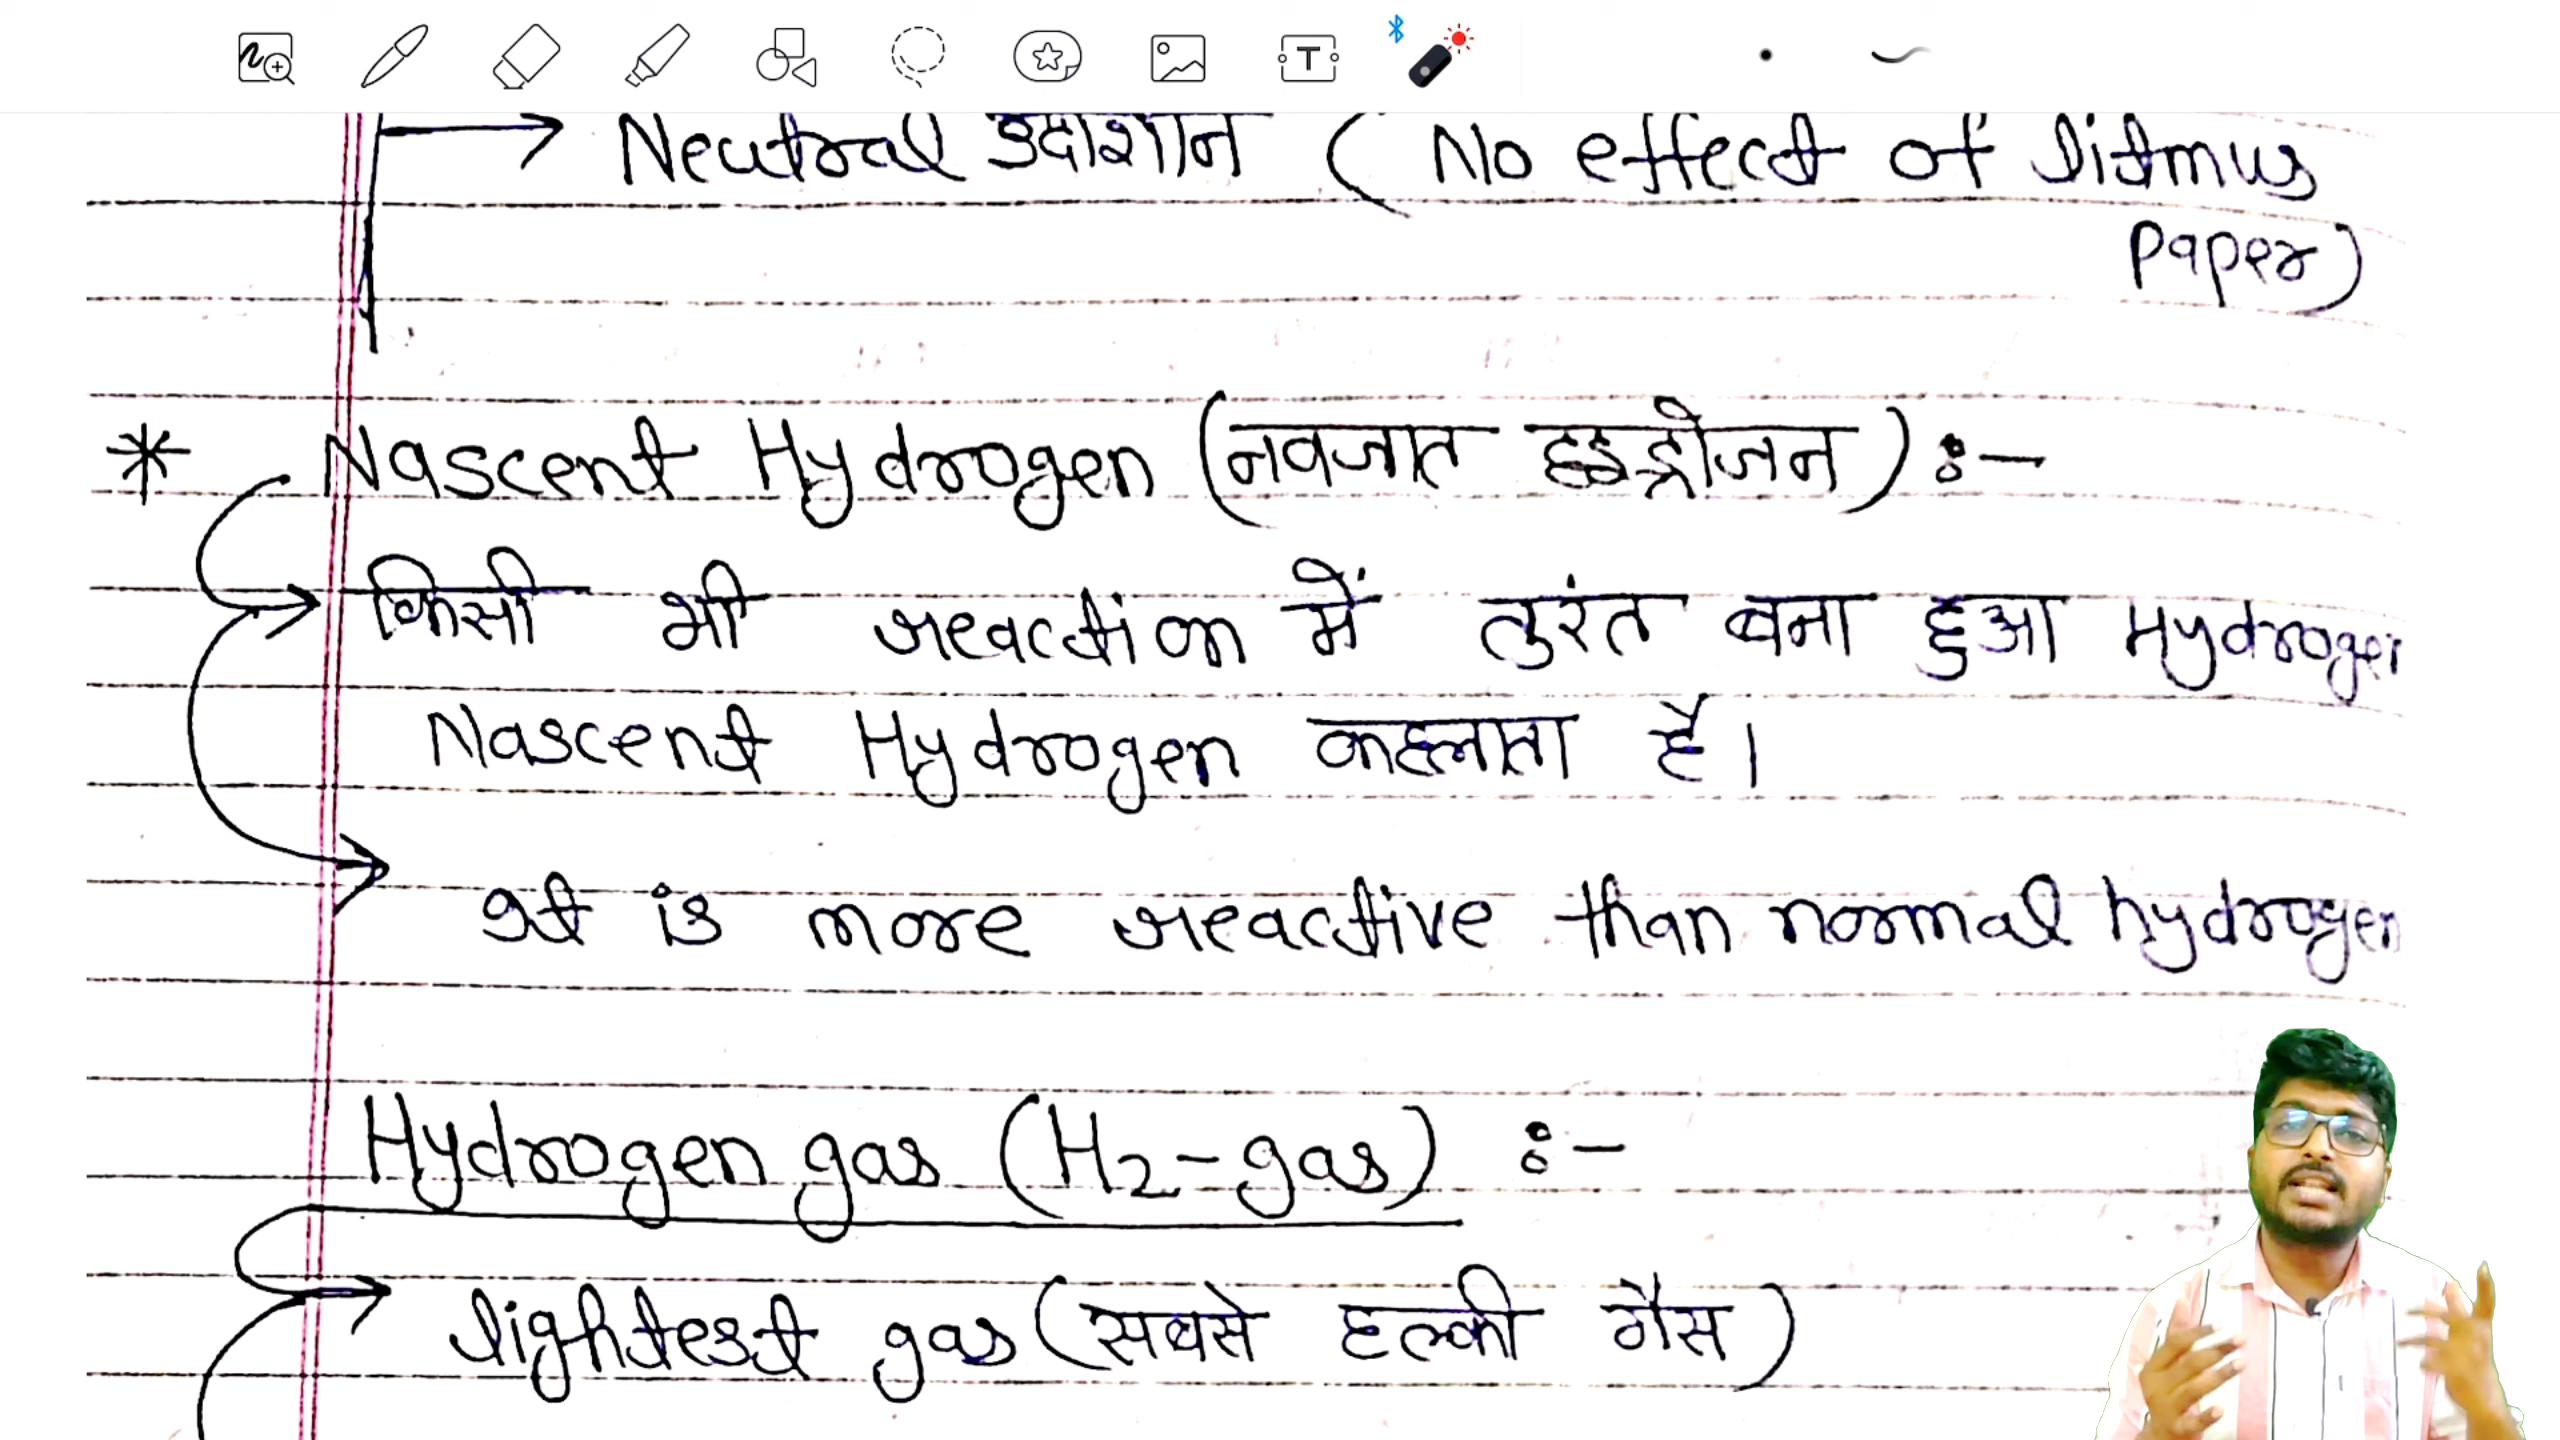 Neutral उदाशीन ( No effect of litmus
Paper)
* Nascent Hydrogen (नवजात हइड्रोजन) :-
किसी भी reaction में तुरंत बना हुआ Hydrogen
Nascent Hydrogen कहलाता है।
It is more reactive than normal hydrogen
Hydrogen gas (H2-gas) :-
lightest gas (सबसे हल्की गैस)